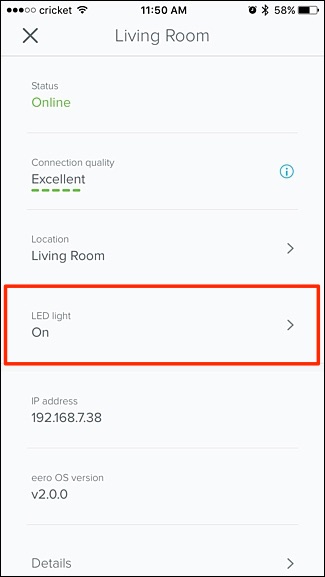 cricket 11:50 AM 58%
Living Room
Status
Online
Connection quality
Excellent
Location
Living Room
LED light
On
IP address
192.168.7.38
eero OS version
v2.0.0
Details